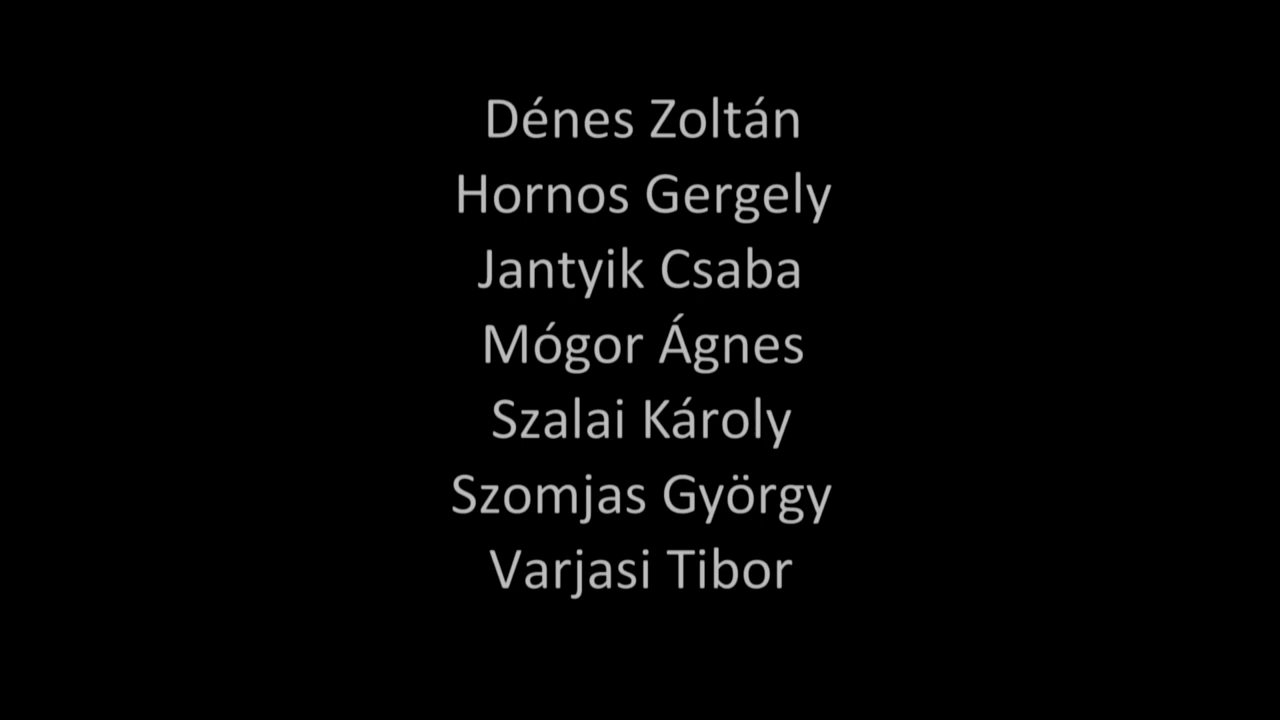 Dénes Zoltán
Hornos Gergely
Jantyik Csaba
Mógor Ágnes
Szalai Károly
Szomjas György
Varjasi Tibor